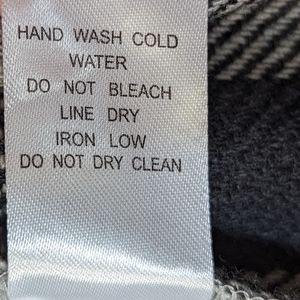 HAND WASH COLD
WATER
DO NOT BLEACH
LINE DRY
IRON LOW
DO NOT DRY CLEAN